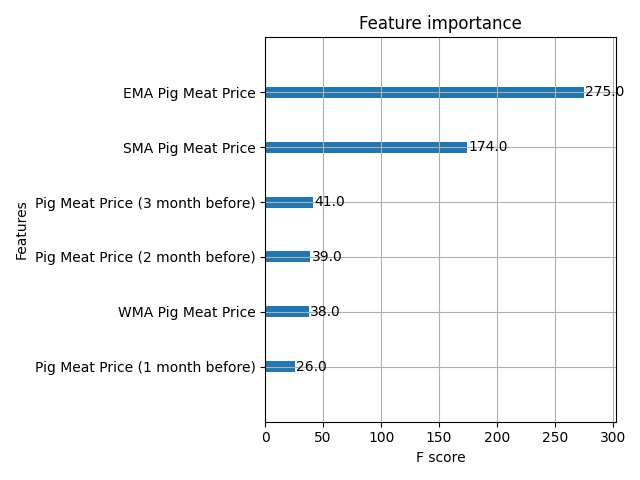 Feature importance
EMA Pig Meat Price
275.0
SMA Pig Meat Price
174.0
Pig Meat Price (3 month before)
41.0
Pig Meat Price (2 month before)
39.0
WMA Pig Meat Price
38.0
Pig Meat Price (1 month before)
26.0
Features
0 50 100 150 200 250 300
F score